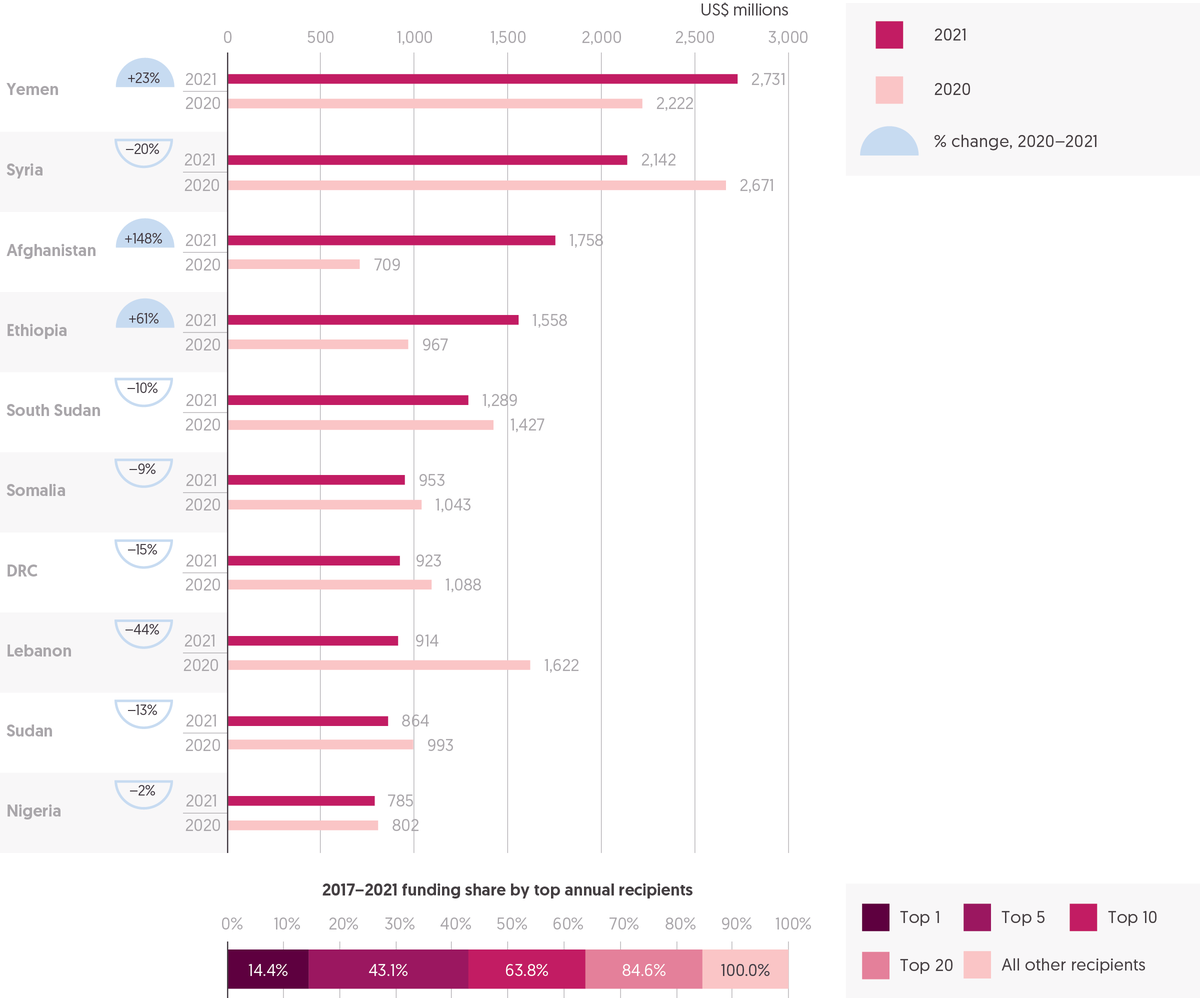 US$ millions
0 500 1,000 1,500 2,000 2,500 3,000
2021
2020
% change, 2020–2021
Yemen +23% 2021 2,731
2020 2,222
Syria –20% 2021 2,142
2020 2,671
Afghanistan +148% 2021 1,758
2020 709
Ethiopia +61% 2021 1,558
2020 967
South Sudan –10% 2021 1,289
2020 1,427
Somalia –9% 2021 953
2020 1,043
DRC –15% 2021 923
2020 1,088
Lebanon –44% 2021 914
2020 1,622
Sudan –13% 2021 864
2020 993
Nigeria –2% 2021 785
2020 802
2017–2021 funding share by top annual recipients
0% 10% 20% 30% 40% 50% 60% 70% 80% 90% 100%
14.4% 43.1% 63.8% 84.6% 100.0%
Top 1 Top 5 Top 10
Top 20 All other recipients